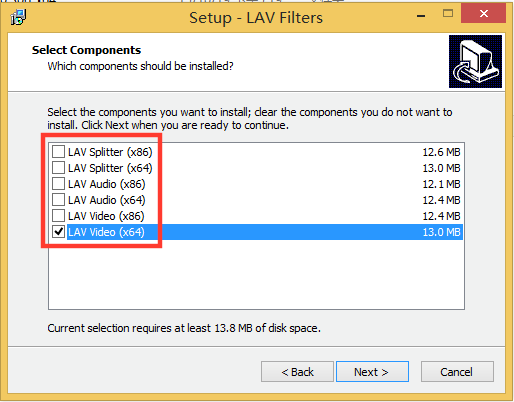 Setup - LAV Filters
Select Components
Which components should be installed?
Select the components you want to install; clear the components you do not want to
install. Click Next when you are ready to continue.
LAV Splitter (x86) 12.6 MB
LAV Splitter (x64) 13.0 MB
LAV Audio (x86) 12.1 MB
LAV Audio (x64) 12.4 MB
LAV Video (x86) 12.4 MB
LAV Video (x64) 13.0 MB
Current selection requires at least 13.8 MB of disk space.
< Back Next > Cancel